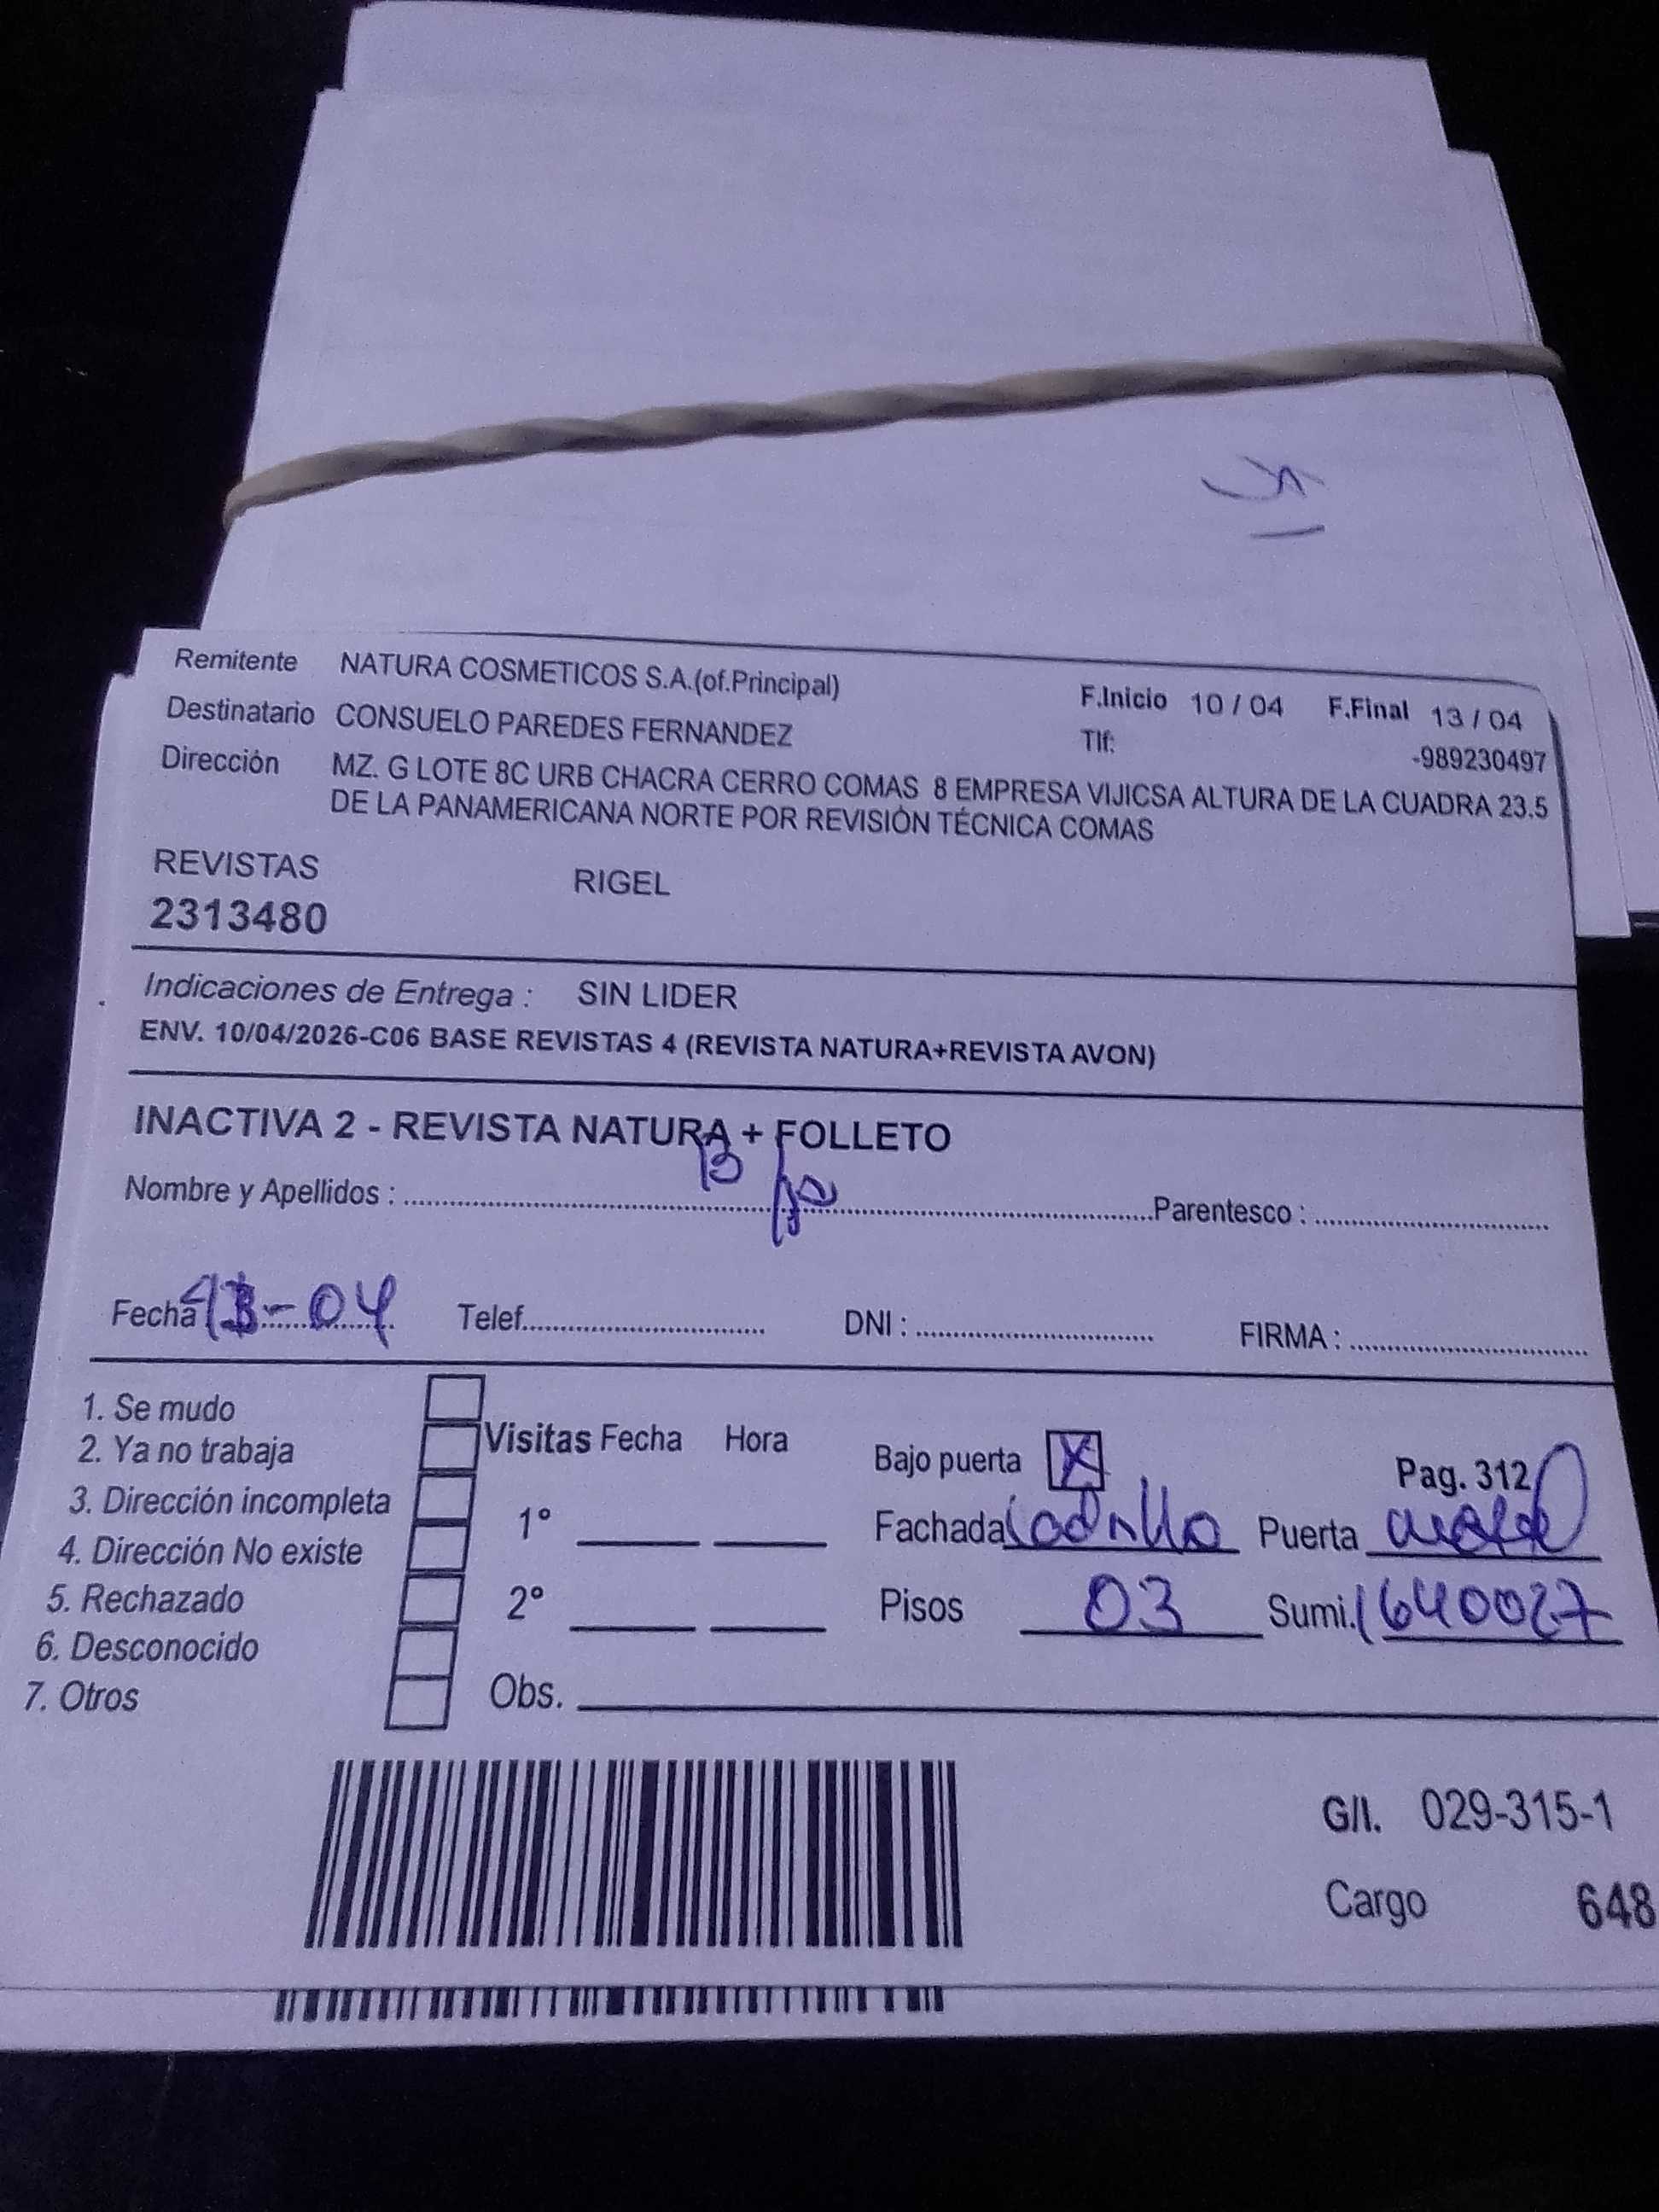 Remitente NATURA COSMETICOS S.A.(of.Principal) F.Inicio 10 / 04 F.Final 13 / 04
Destinatario CONSUELO PAREDES FERNANDEZ Tlf: -989230497
Dirección MZ. G LOTE 8C URB CHACRA CERRO COMAS 8 EMPRESA VIJICSA ALTURA DE LA CUADRA 23.5
DE LA PANAMERICANA NORTE POR REVISIÓN TÉCNICA COMAS
REVISTAS RIGEL
2313480
Indicaciones de Entrega : SIN LIDER
ENV. 10/04/2026-C06 BASE REVISTAS 4 (REVISTA NATURA+REVISTA AVON)
INACTIVA 2 - REVISTA NATURA + FOLLETO
Nombre y Apellidos : Parentesco :
Fecha 13-04 Telef. DNI : FIRMA :
1. Se mudo
2. Ya no trabaja Visitas Fecha Hora Bajo puerta X Pag. 312
3. Dirección incompleta 1° Fachada Ladrillo Puerta
4. Dirección No existe
5. Rechazado 2° Pisos 03 Sumi. 1640027
6. Desconocido
7. Otros Obs.
G/I. 029-315-1
Cargo 648